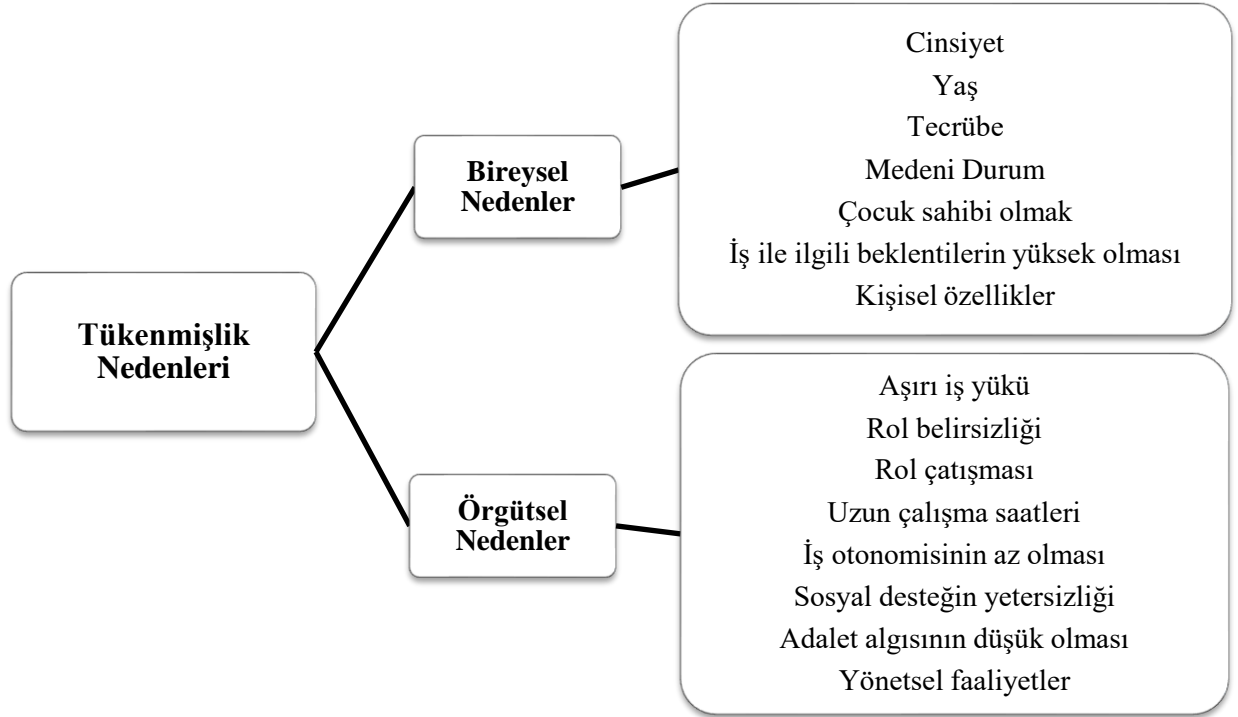 Tükenmişlik
Nedenleri
Bireysel
Nedenler
Cinsiyet
Yaş
Tecrübe
Medeni Durum
Çocuk sahibi olmak
İş ile ilgili beklentilerin yüksek olması
Kişisel özellikler
Örgütsel
Nedenler
Aşırı iş yükü
Rol belirsizliği
Rol çatışması
Uzun çalışma saatleri
İş otonomisinin az olması
Sosyal desteğin yetersizliği
Adalet algısının düşük olması
Yönetsel faaliyetler